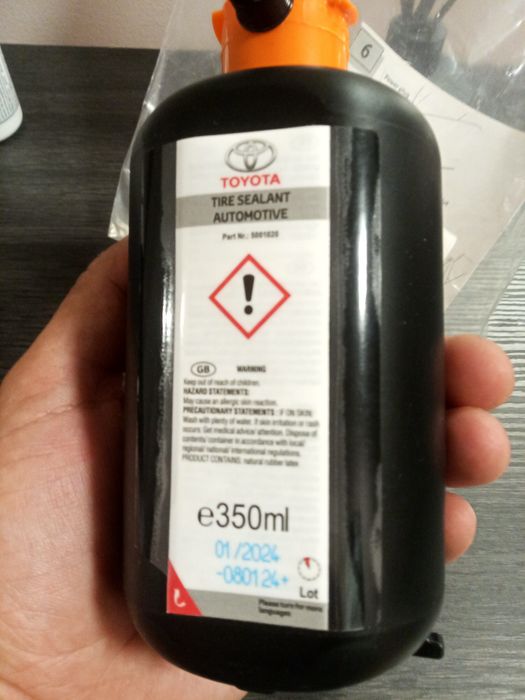 6
TOYOTA
TIRE SEALANT
AUTOMOTIVE
Part Nr.: 5001020
GB WARNING
Keep out of reach of children.
HAZARD STATEMENTS:
May cause an allergic skin reaction.
PRECAUTIONARY STATEMENTS : IF ON SKIN:
Wash with plenty of water. If skin irritation or rash
occurs: Get medical advice/ attention. Dispose of
contents/ container in accordance with local/
regional/ national/ international regulations.
PRODUCT CONTAINS: natural rubber latex
e350ml
01/2024
-080124+
Lot
Please turn for more
languages